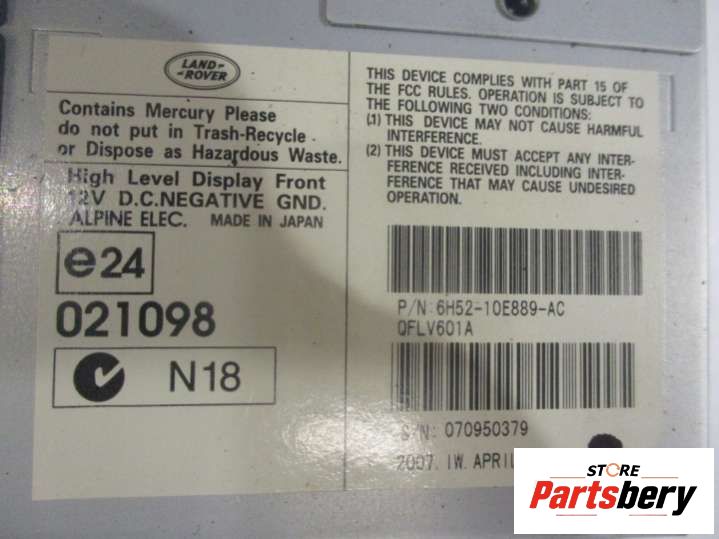 LAND-
-ROVER
Contains Mercury Please
do not put in Trash-Recycle
or Dispose as Hazardous Waste.
High Level Display Front
12V D.C.NEGATIVE GND.
ALPINE ELEC. MADE IN JAPAN
e24
021098
N18
THIS DEVICE COMPLIES WITH PART 15 OF
THE FCC RULES. OPERATION IS SUBJECT TO
THE FOLLOWING TWO CONDITIONS:
(1) THIS DEVICE MAY NOT CAUSE HARMFUL
INTERFERENCE.
(2) THIS DEVICE MUST ACCEPT ANY INTER-
FERENCE RECEIVED INCLUDING INTER-
FERENCE THAT MAY CAUSE UNDESIRED
OPERATION.
P/N:6H52-10E889-AC
QFLV601A
S/N: 070950379
2007. IW. APRIL
STORE
Partsbery